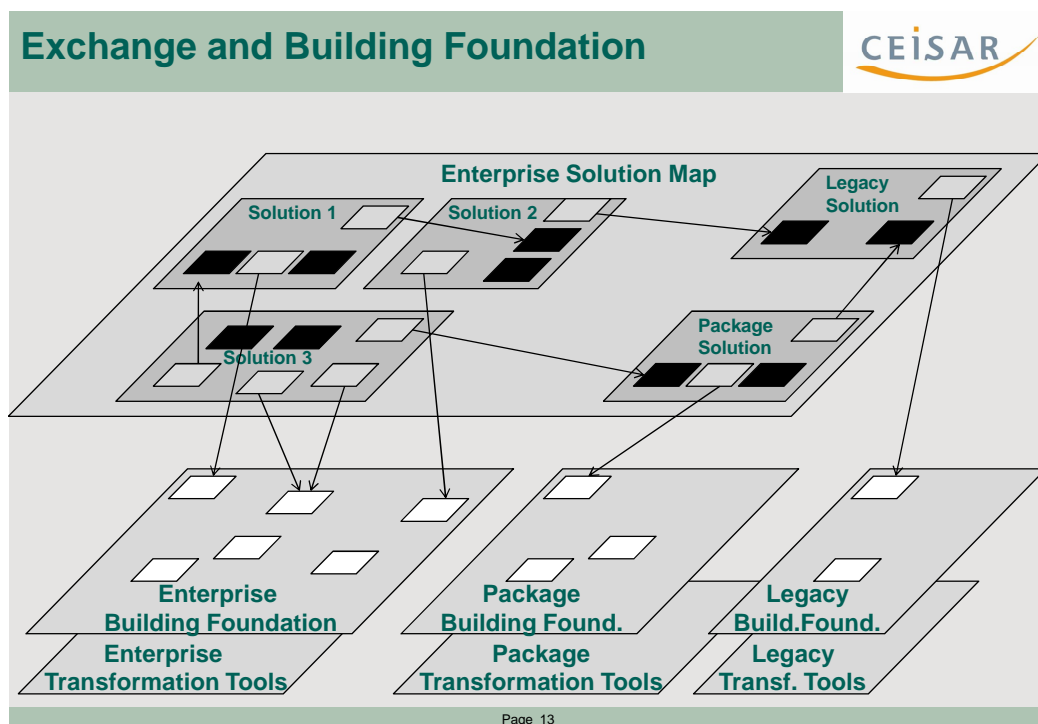 Exchange and Building Foundation
CEISAR
Enterprise Solution Map
Solution 1
Solution 2
Legacy
Solution
Solution 3
Package
Solution
Enterprise
Building Foundation
Package
Building Found.
Legacy
Build.Found.
Enterprise
Transformation Tools
Package
Transformation Tools
Legacy
Transf. Tools
Page 13